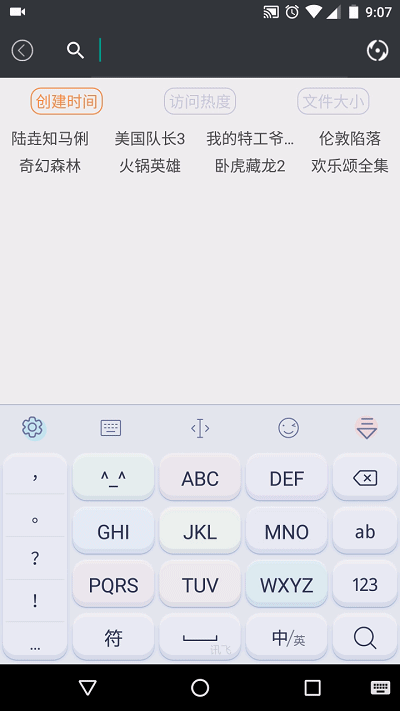 9:07
创建时间 访问热度 文件大小
陆垚知马俐 美国队长3 我的特工爷... 伦敦陷落
奇幻森林 火锅英雄 卧虎藏龙2 欢乐颂全集
, ^_^ ABC DEF
。 GHI JKL MNO ab
? PQRS TUV WXYZ 123
!
... 符 讯飞 中/英